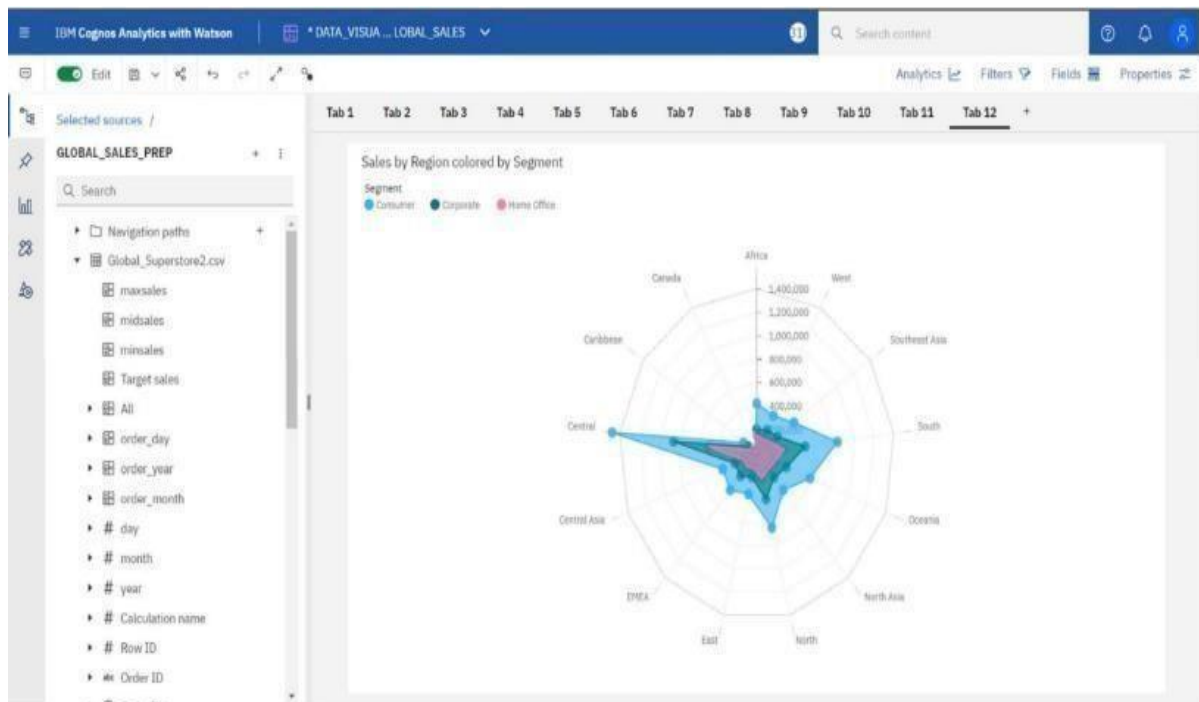 IBM Cognos Analytics with Watson
* DATA_VISUA ... LOBAL_SALES
31
Search content
Edit
Analytics
Filters
Fields
Properties
Selected sources /
GLOBAL_SALES_PREP
Search
Navigation paths
Global_Superstore2.csv
maxsales
midsales
minsales
Target sales
All
order_day
order_year
order_month
# day
# month
# year
# Calculation name
# Row ID
abc Order ID
Tab 1 Tab 2 Tab 3 Tab 4 Tab 5 Tab 6 Tab 7 Tab 8 Tab 9 Tab 10 Tab 11 Tab 12 +
Sales by Region colored by Segment
Segment
Consumer Corporate Home Office
Africa
Canada
West
1,400,000
1,200,000
Caribbean
1,000,000
Southeast Asia
800,000
600,000
400,000
Central
South
Central Asia
Oceania
EMEA
North Asia
East
North